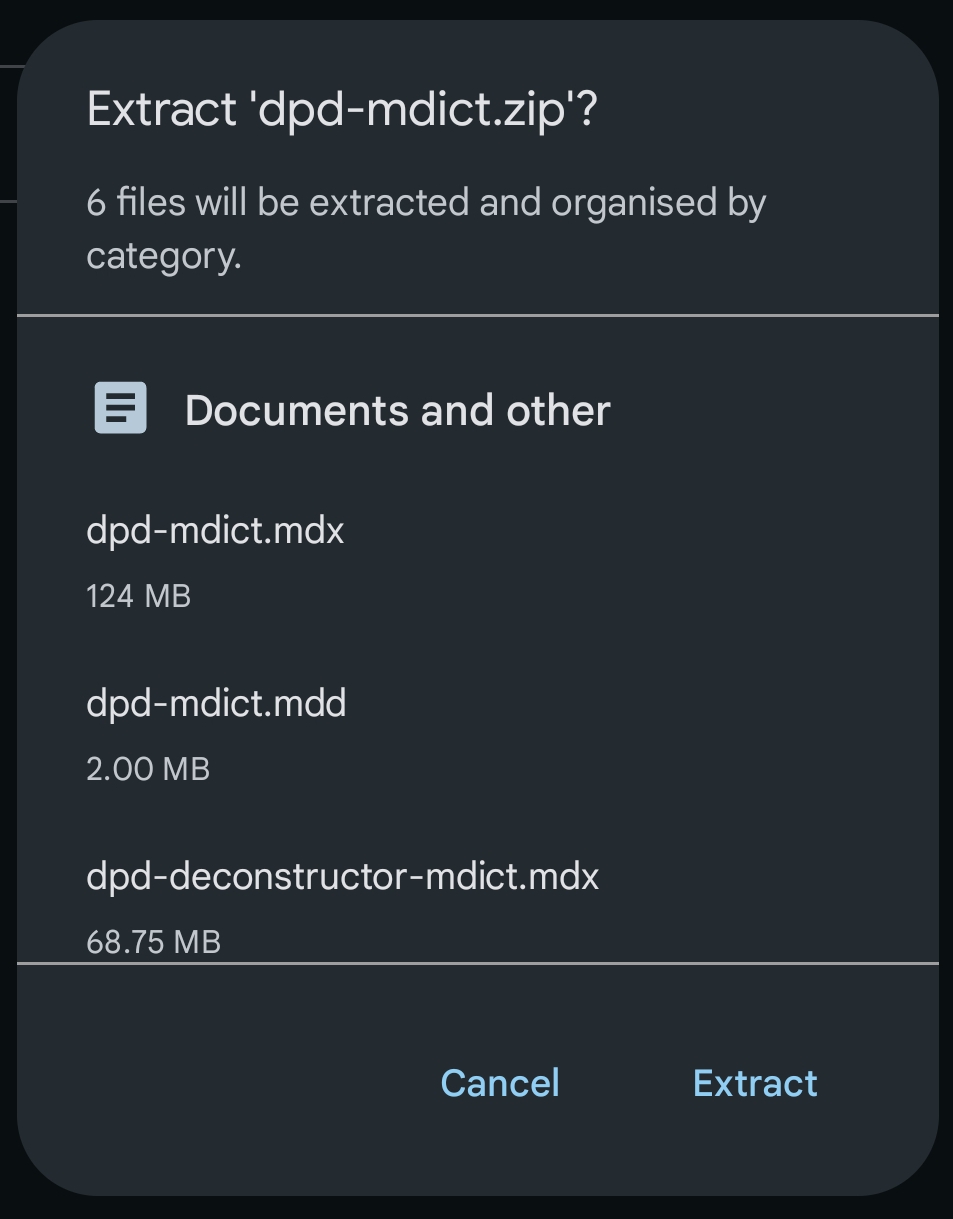 Extract 'dpd-mdict.zip'?
6 files will be extracted and organised by
category.
Documents and other
dpd-mdict.mdx
124 MB
dpd-mdict.mdd
2.00 MB
dpd-deconstructor-mdict.mdx
68.75 MB
Cancel
Extract